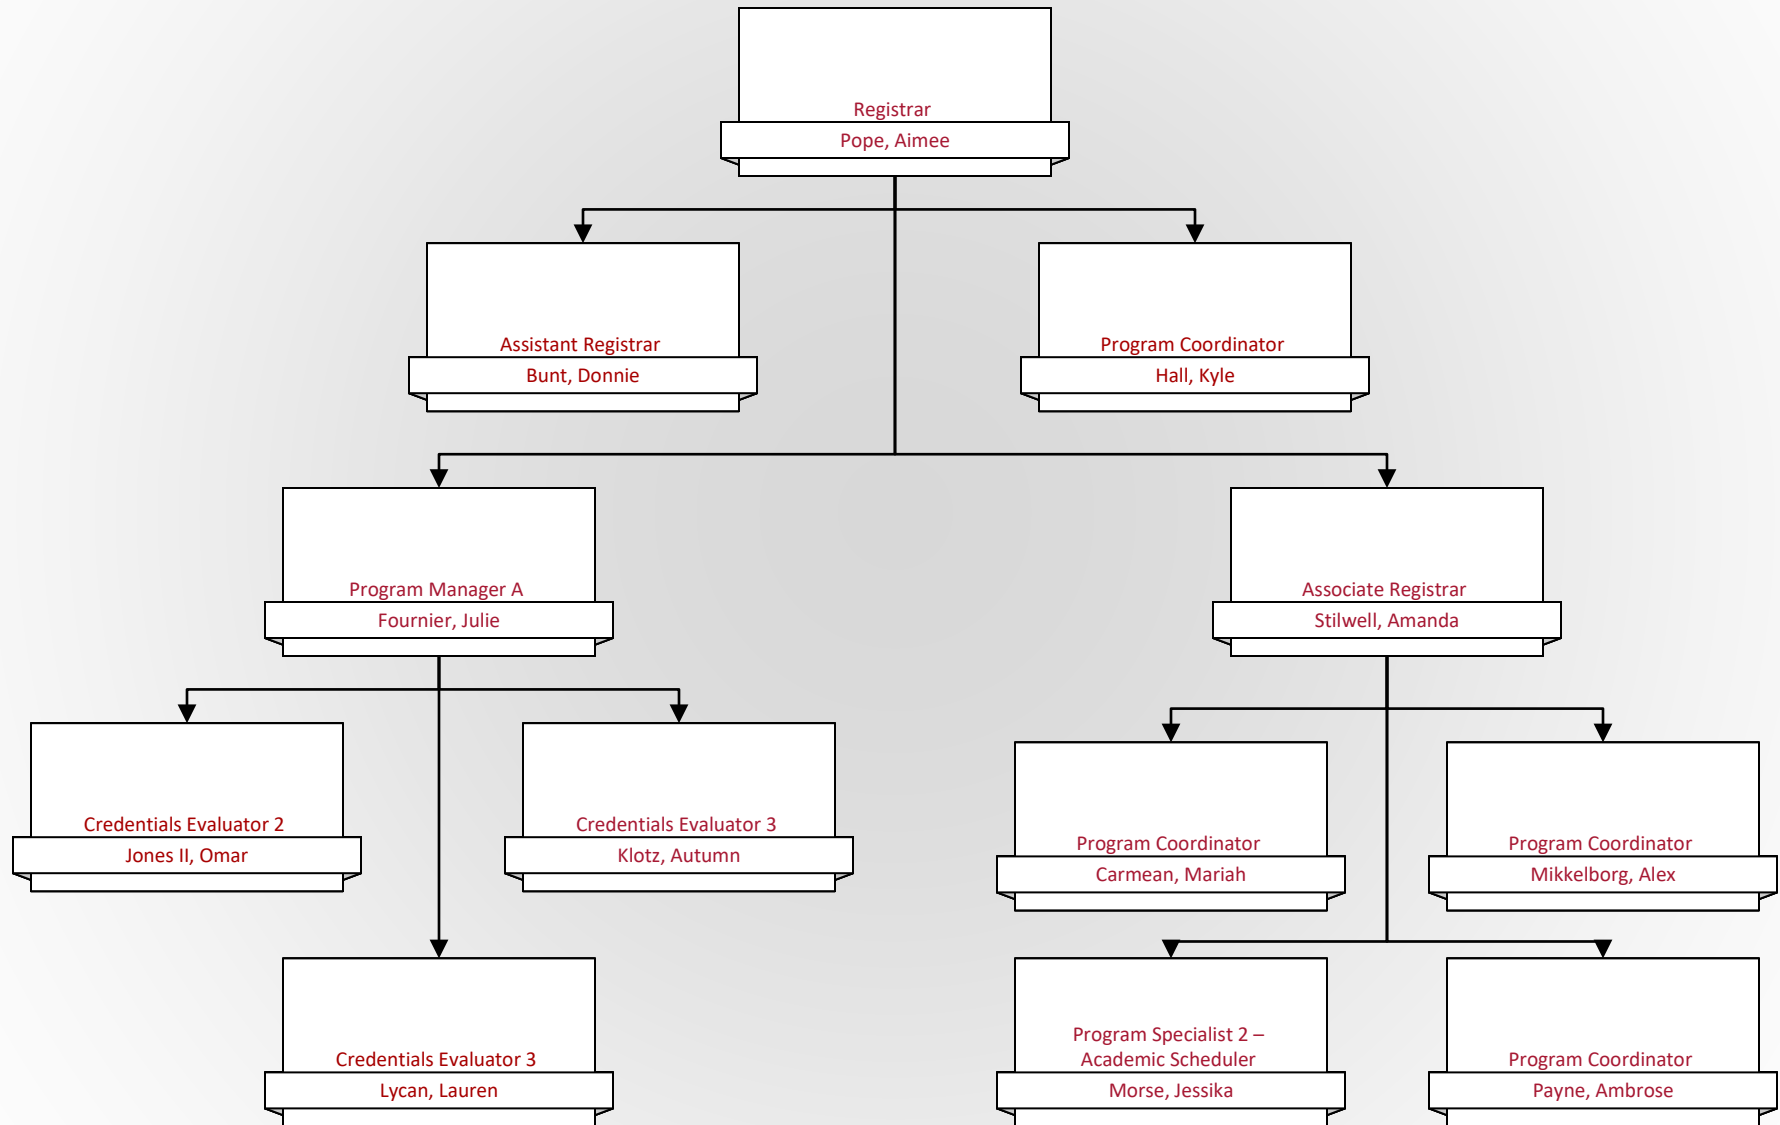 Registrar
Pope, Aimee
Assistant Registrar
Bunt, Donnie
Program Coordinator
Hall, Kyle
Program Manager A
Fournier, Julie
Associate Registrar
Stilwell, Amanda
Credentials Evaluator 2
Jones II, Omar
Credentials Evaluator 3
Klotz, Autumn
Program Coordinator
Carmean, Mariah
Program Coordinator
Mikkelborg, Alex
Credentials Evaluator 3
Lycan, Lauren
Program Specialist 2 –
Academic Scheduler
Morse, Jessika
Program Coordinator
Payne, Ambrose